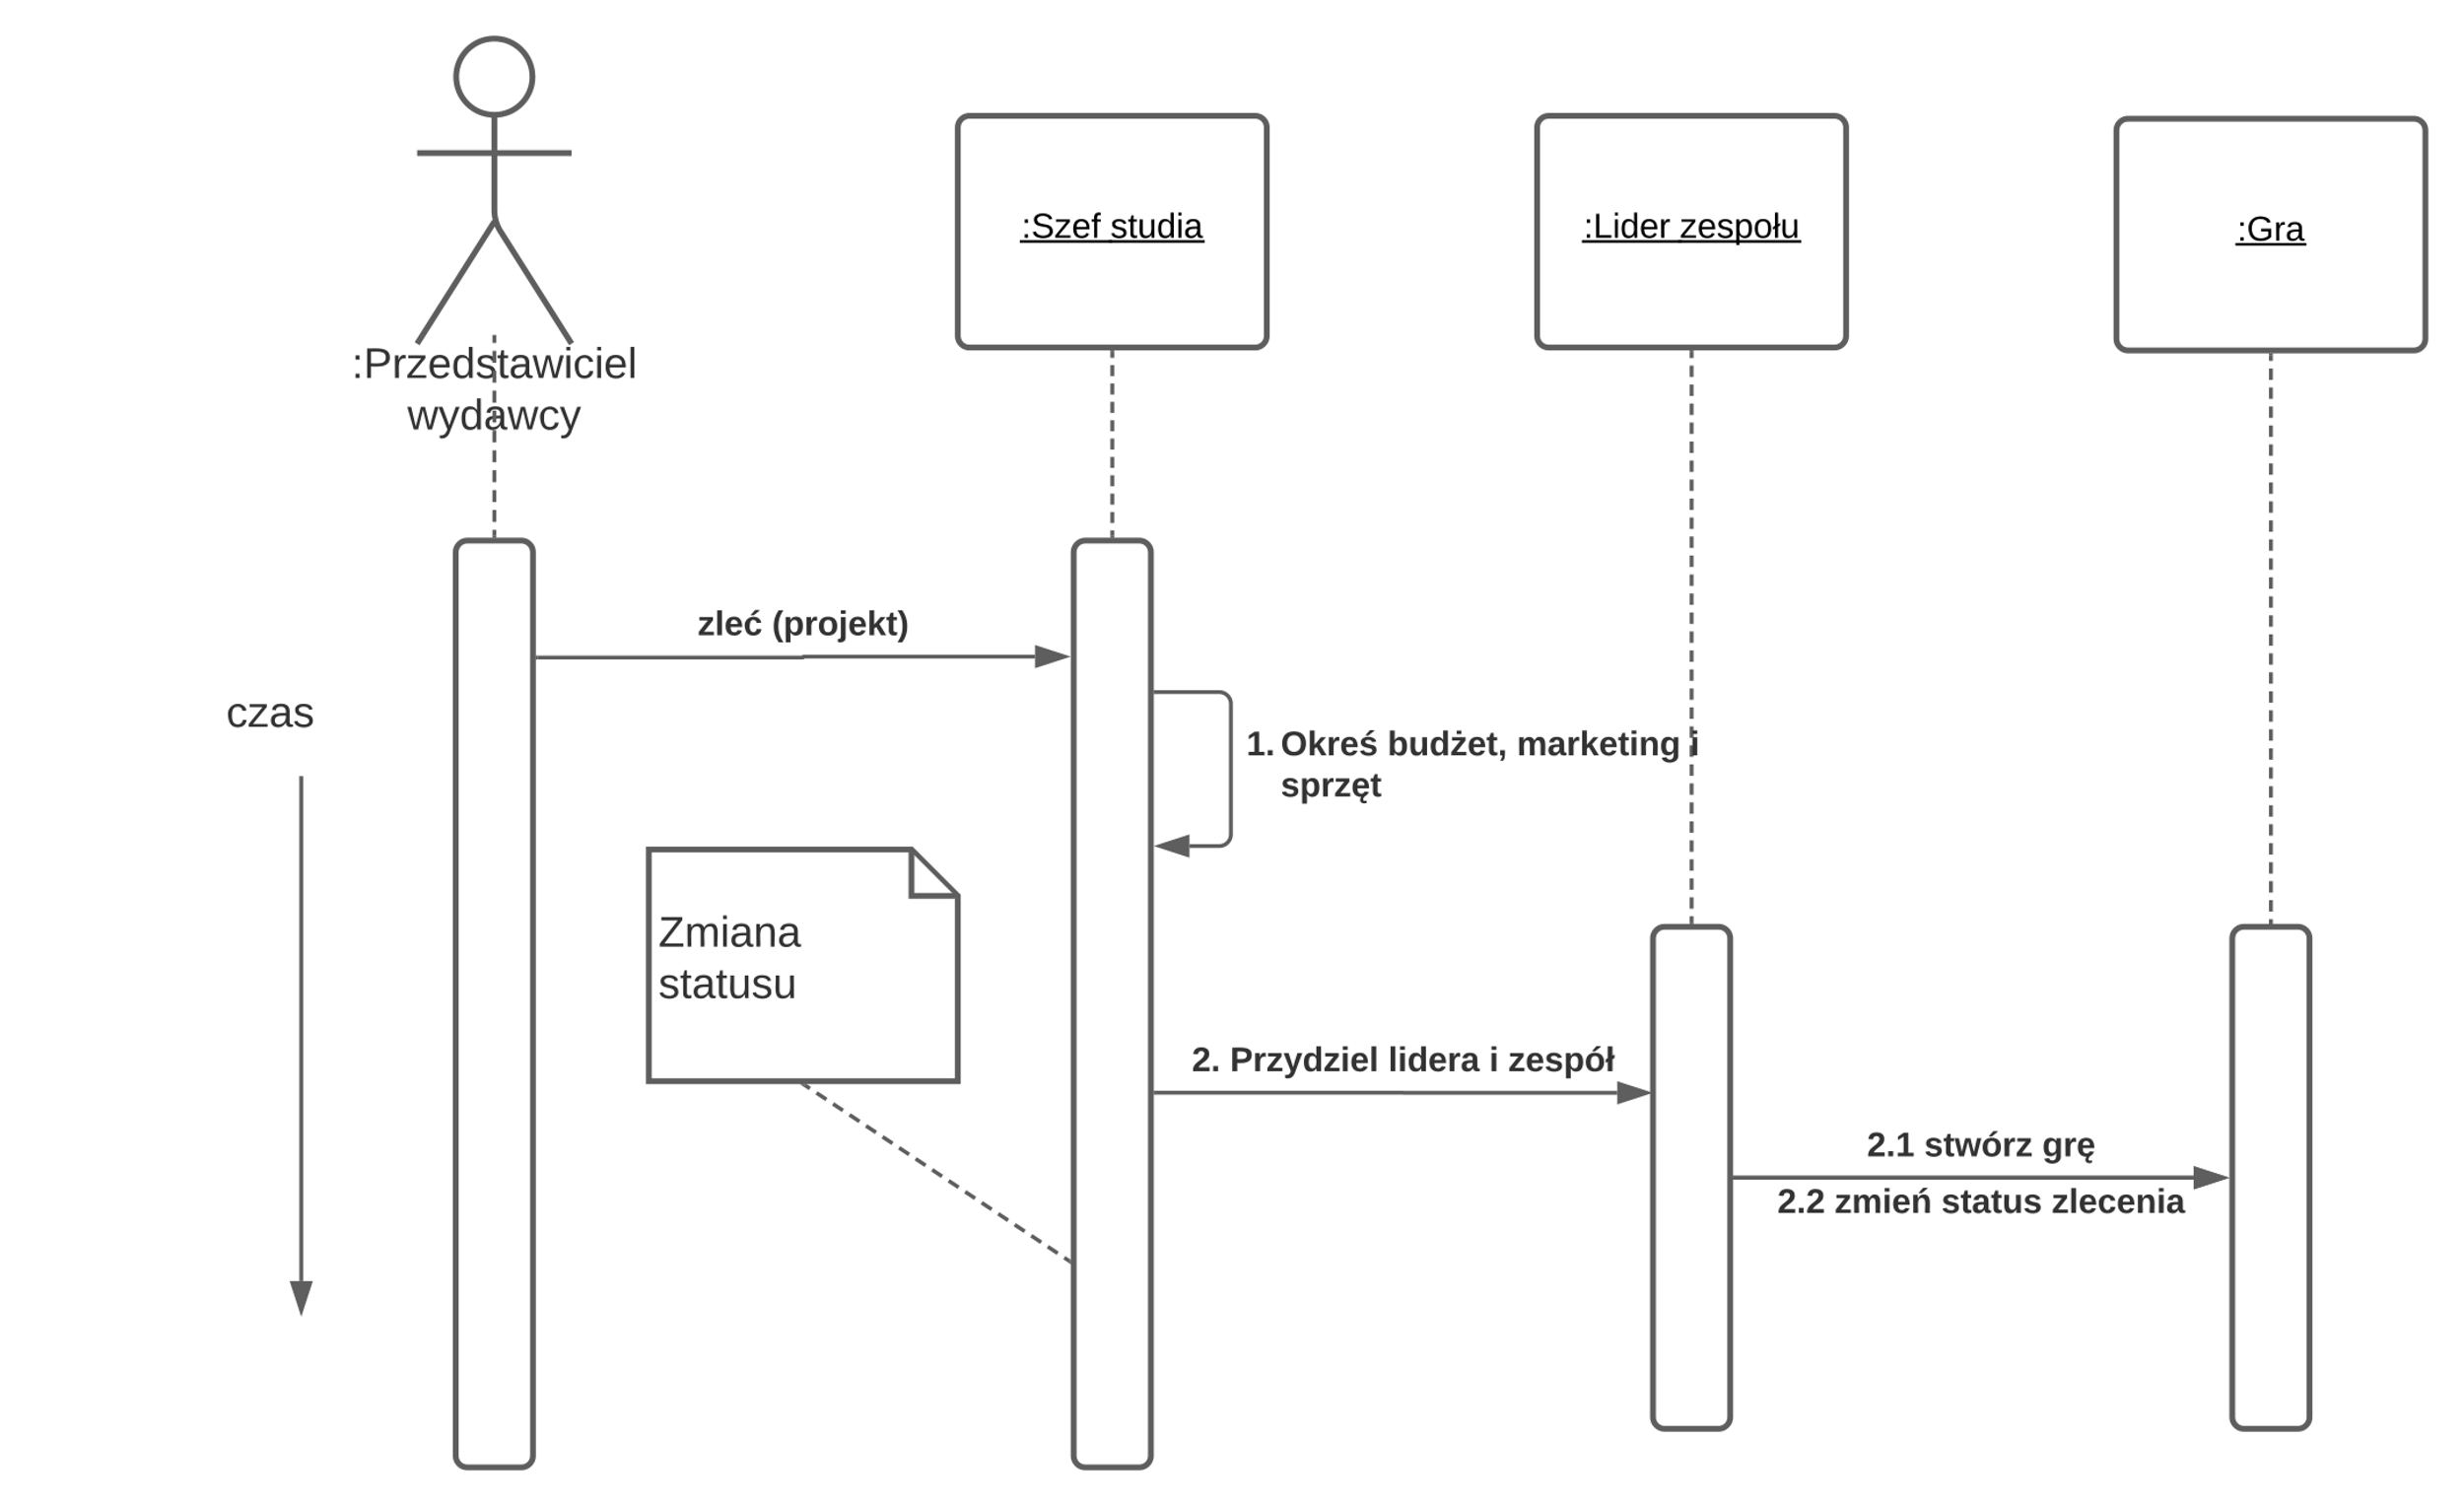 :Szef studia
:Lider zespołu
:Gra
:Przedstawiciel
wydawcy
zleć (projekt)
czas
1. Okreś budżet, marketing i
sprzęt
Zmiana
statusu
2. Przydziel lidera i zespół
2.1 stwórz grę
2.2 zmień status zlecenia